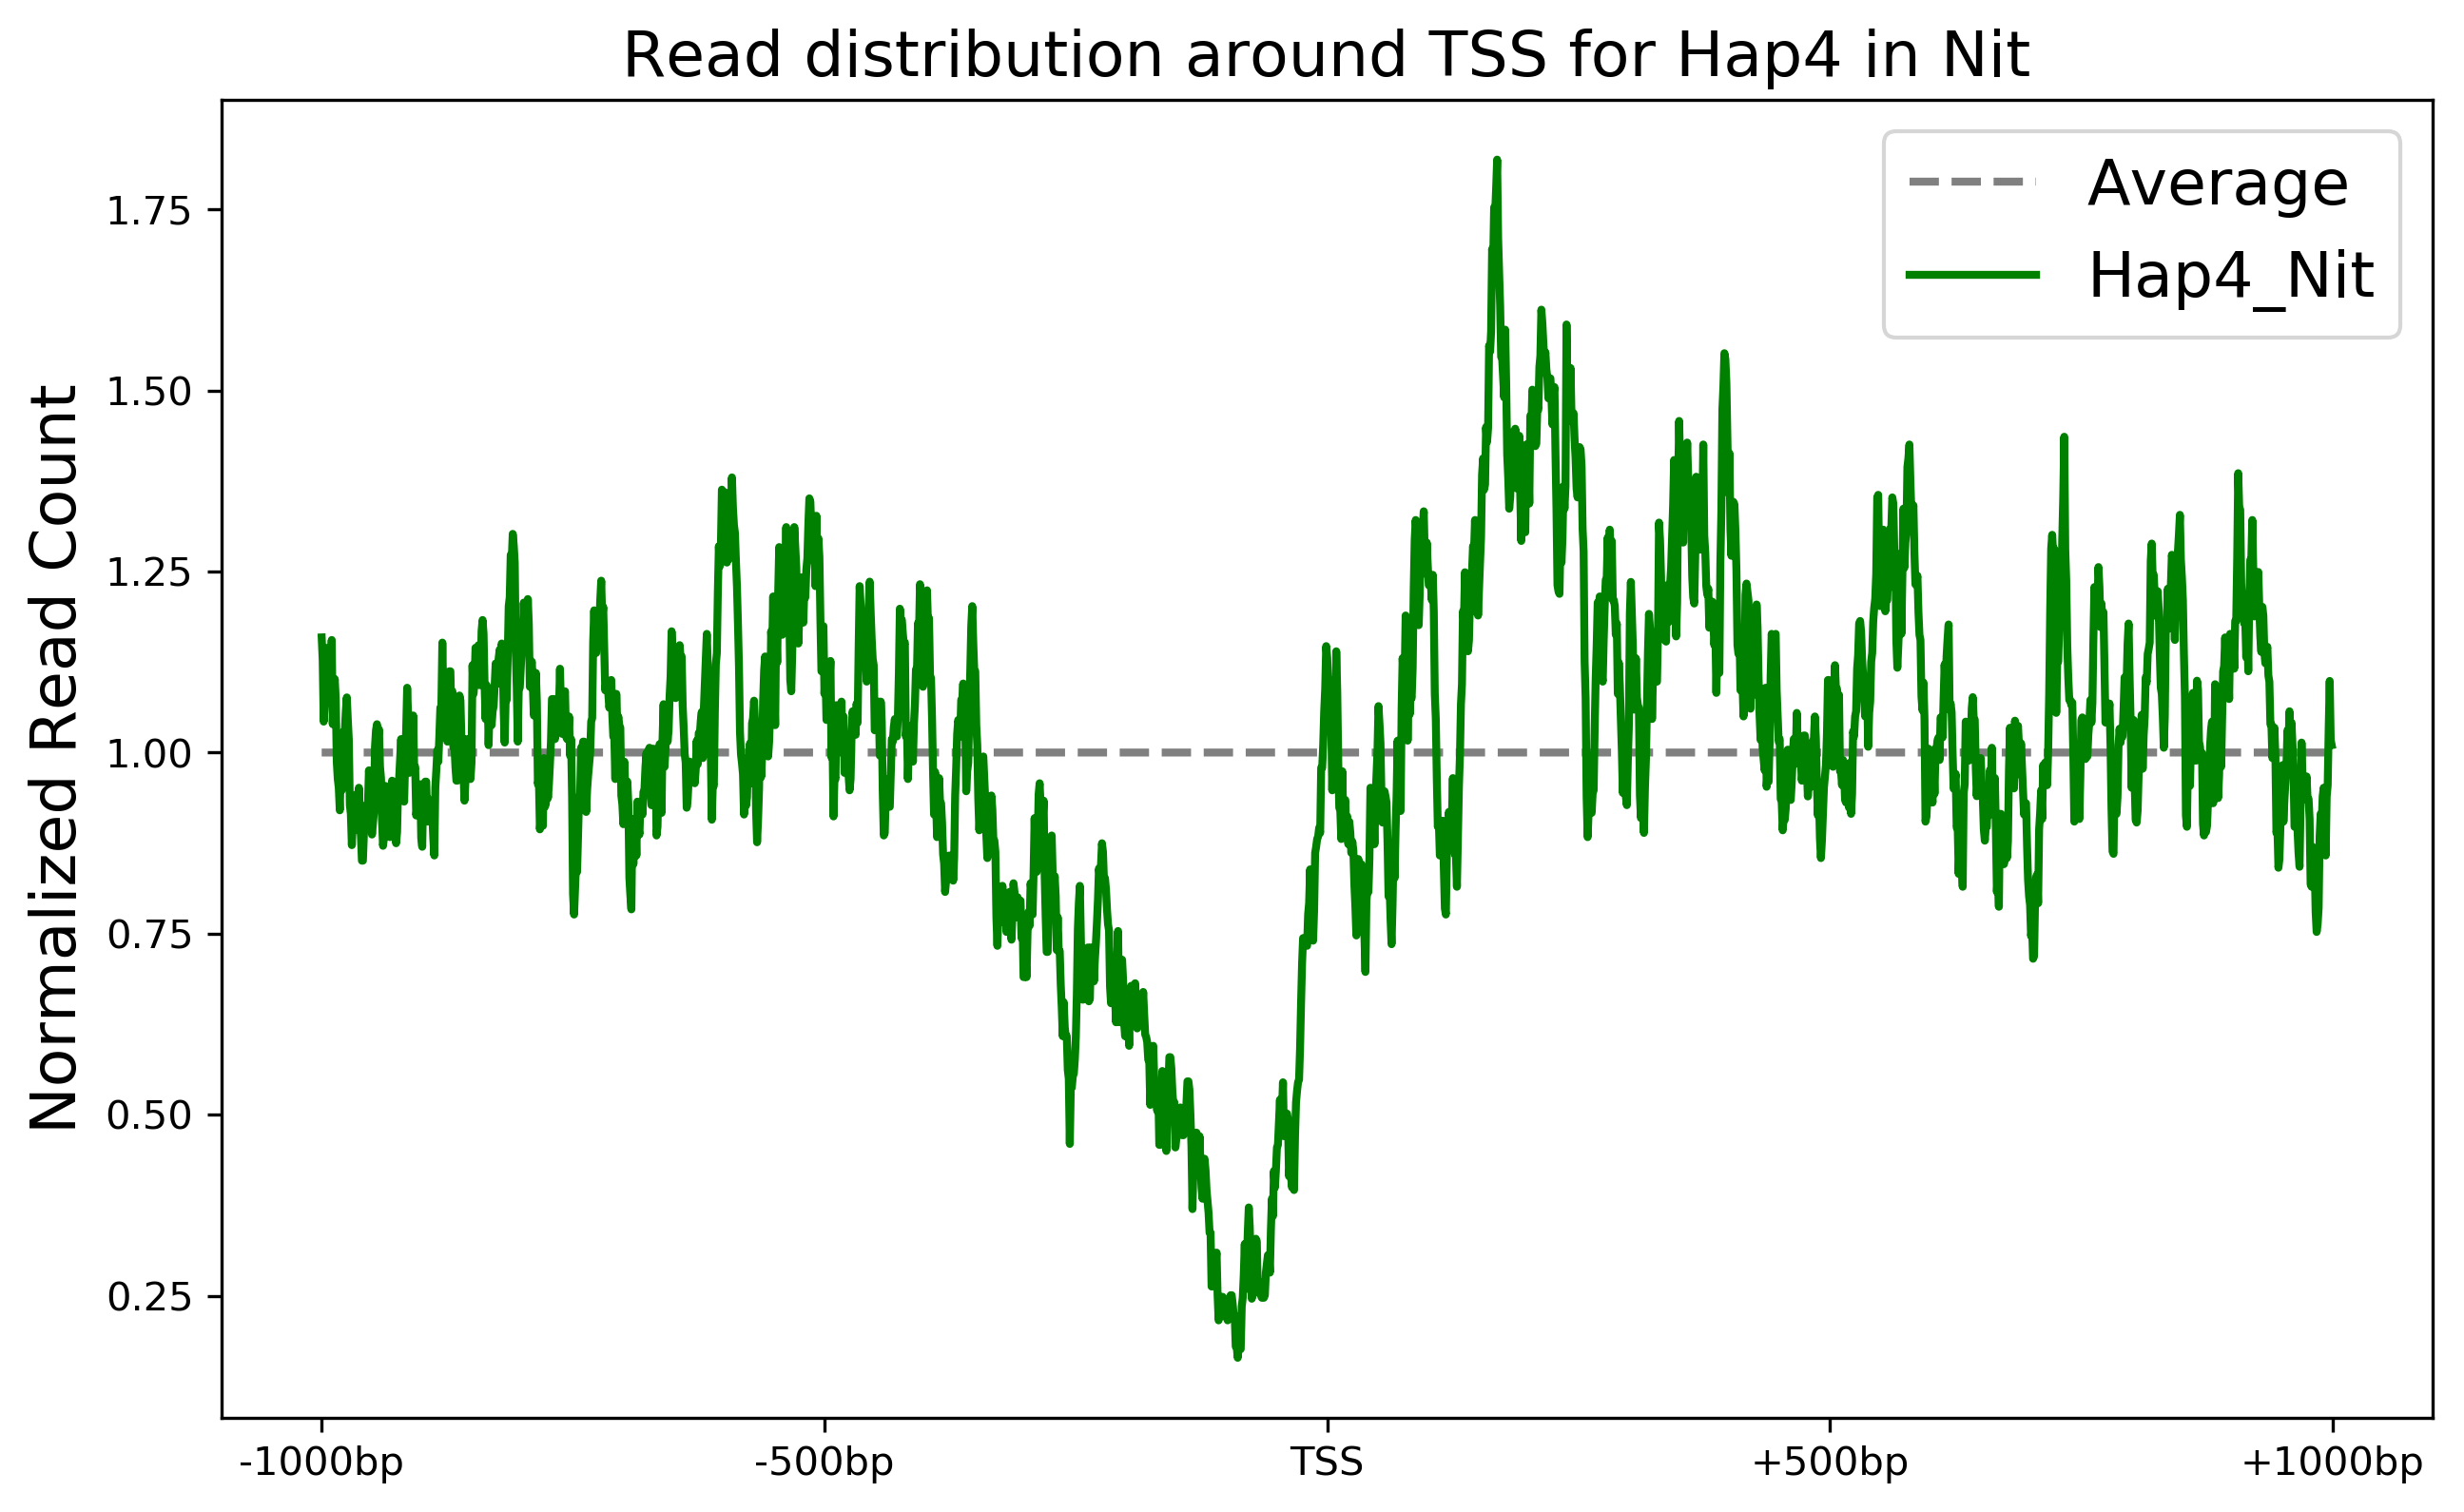 Read distribution around TSS for Hap4 in Nit
Average
Hap4_Nit
Normalized Read Count
1.75
1.50
1.25
1.00
0.75
0.50
0.25
-1000bp
-500bp
TSS
+500bp
+1000bp